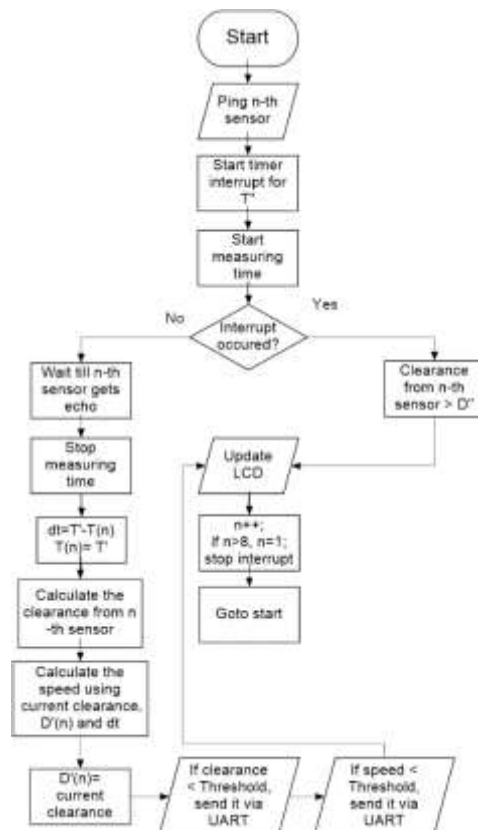 Start
Ping n-th
sensor
Start timer
interrupt for
T"
Start
measuring
time
No
Yes
Interrupt
occured?
Wait till n-th
sensor gets
echo
Clearance
from n-th
sensor > D"
Stop
measuring
time
Update
LCD
dt=T'-T(n)
T(n)= T'
n++;
If n>8, n=1;
stop interrupt
Calculate the
clearance from n
-th sensor
Goto start
Calculate the
speed using
current clearance,
D'(n) and dt
D'(n)=
current
clearance
If clearance
< Threshold,
send it via
UART
If speed <
Threshold,
send it via
UART